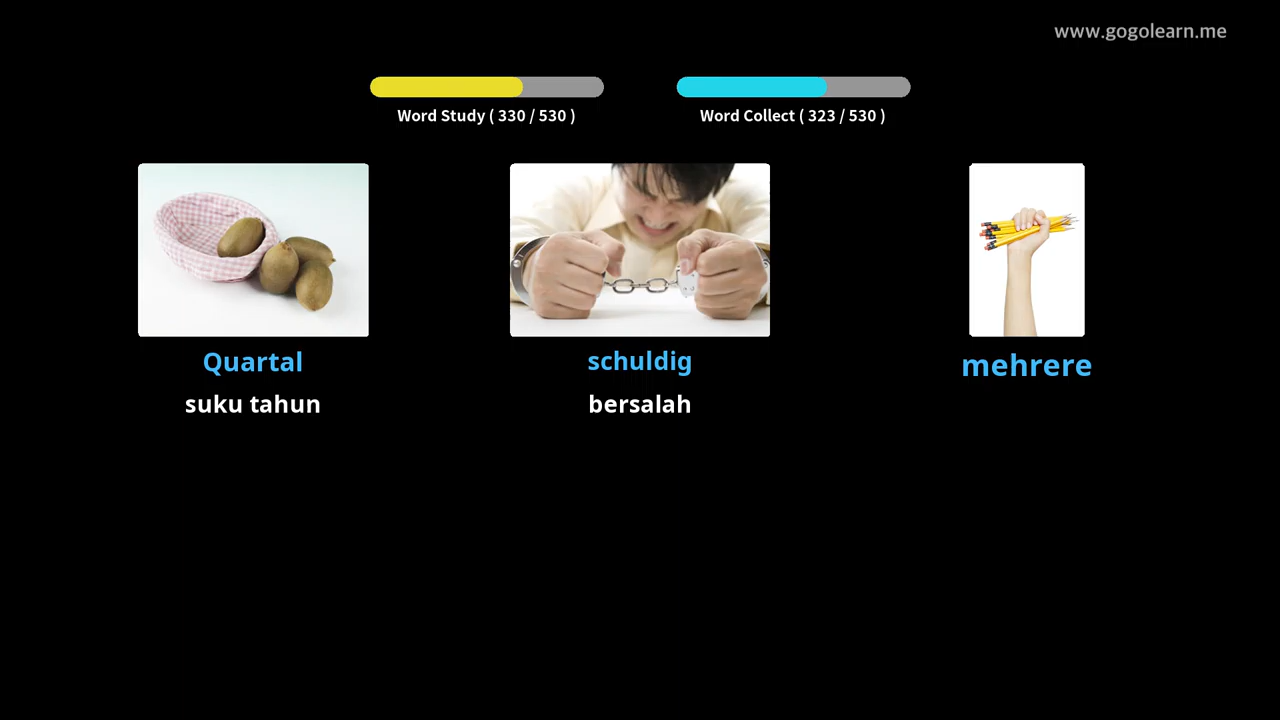 www.gogolearn.me
Word Study ( 330 / 530 )
Word Collect ( 323 / 530 )
Quartal
suku tahun
schuldig
bersalah
mehrere